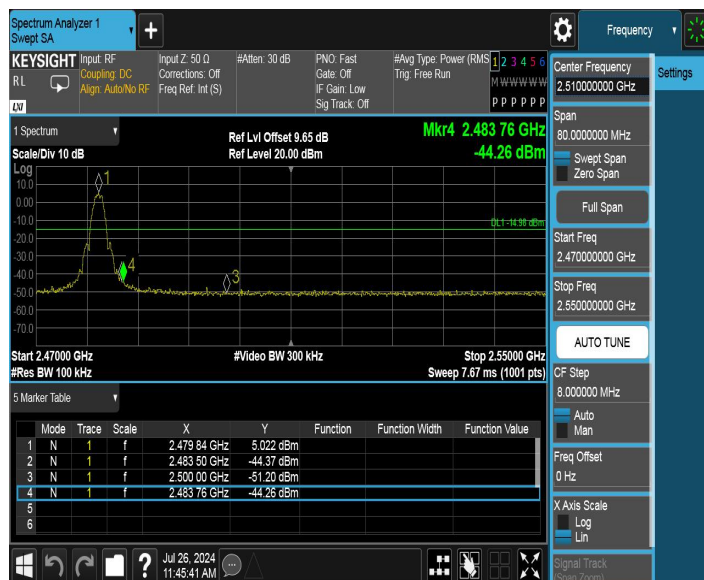 Spectrum Analyzer 1
Swept SA
Frequency
KEYSIGHT
RL
LXI
Input: RF
Coupling: DC
Align: Auto/No RF
Input Z: 50 Ω
Corrections: Off
Freq Ref: Int (S)
#Atten: 30 dB
PNO: Fast
Gate: Off
IF Gain: Low
Sig Track: Off
#Avg Type: Power (RMS
Trig: Free Run
1 2 3 4 5 6
M W W W W W
P P P P P P
1 Spectrum
Scale/Div 10 dB
Ref Lvl Offset 9.65 dB
Ref Level 20.00 dBm
Mkr4 2.483 76 GHz
-44.26 dBm
Log
10.0
0.00
-10.0
-20.0
-30.0
-40.0
-50.0
-60.0
-70.0
1
4
3
DL1 -14.98 dBm
Start 2.47000 GHz
#Res BW 100 kHz
#Video BW 300 kHz
Stop 2.55000 GHz
Sweep 7.67 ms (1001 pts)
5 Marker Table
Mode Trace Scale X Y Function Function Width Function Value
1 N 1 f 2.479 84 GHz 5.022 dBm
2 N 1 f 2.483 50 GHz -44.37 dBm
3 N 1 f 2.500 00 GHz -51.20 dBm
4 N 1 f 2.483 76 GHz -44.26 dBm
5
6
?
Jul 26, 2024
11:45:41 AM
Center Frequency
2.510000000 GHz
Settings
Span
80.0000000 MHz
Swept Span
Zero Span
Full Span
Start Freq
2.470000000 GHz
Stop Freq
2.550000000 GHz
AUTO TUNE
CF Step
8.000000 MHz
Auto
Man
Freq Offset
0 Hz
X Axis Scale
Log
Lin
Signal Track
(Span Zoom)